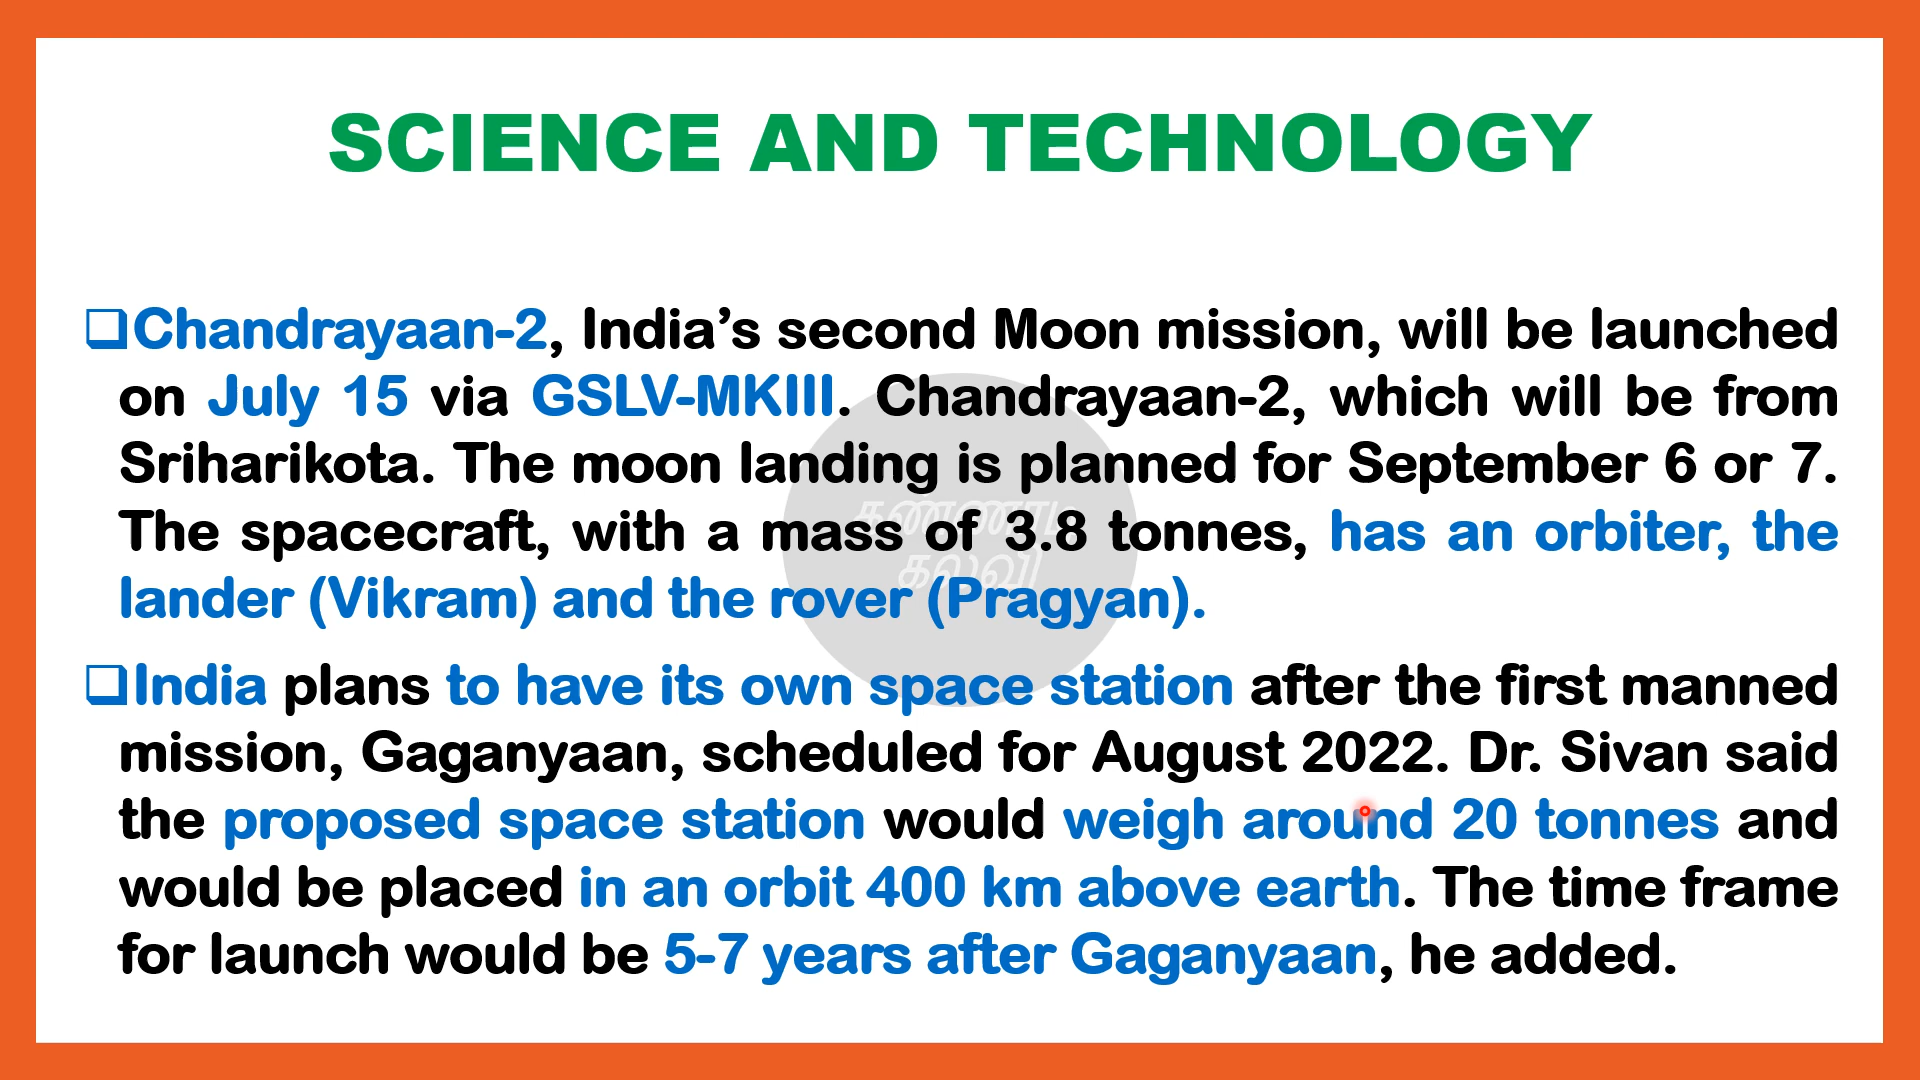 SCIENCE AND TECHNOLOGY
Chandrayaan-2, India’s second Moon mission, will be launched
on July 15 via GSLV-MKIII. Chandrayaan-2, which will be from
Sriharikota. The moon landing is planned for September 6 or 7.
The spacecraft, with a mass of 3.8 tonnes, has an orbiter, the
lander (Vikram) and the rover (Pragyan).
India plans to have its own space station after the first manned
mission, Gaganyaan, scheduled for August 2022. Dr. Sivan said
the proposed space station would weigh around 20 tonnes and
would be placed in an orbit 400 km above earth. The time frame
for launch would be 5-7 years after Gaganyaan, he added.